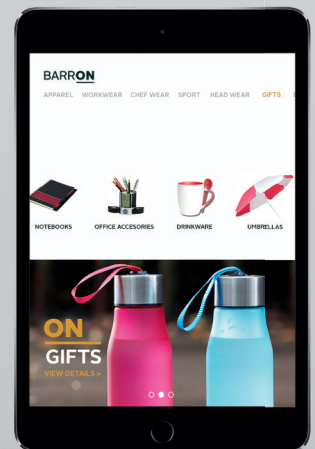 BARRON
APPAREL WORKWEAR CHEF WEAR SPORT HEAD WEAR GIFTS
NOTEBOOKS OFFICE ACCESORIES DRINKWARE UMBRELLAS
ON
GIFTS
VIEW DETAILS >